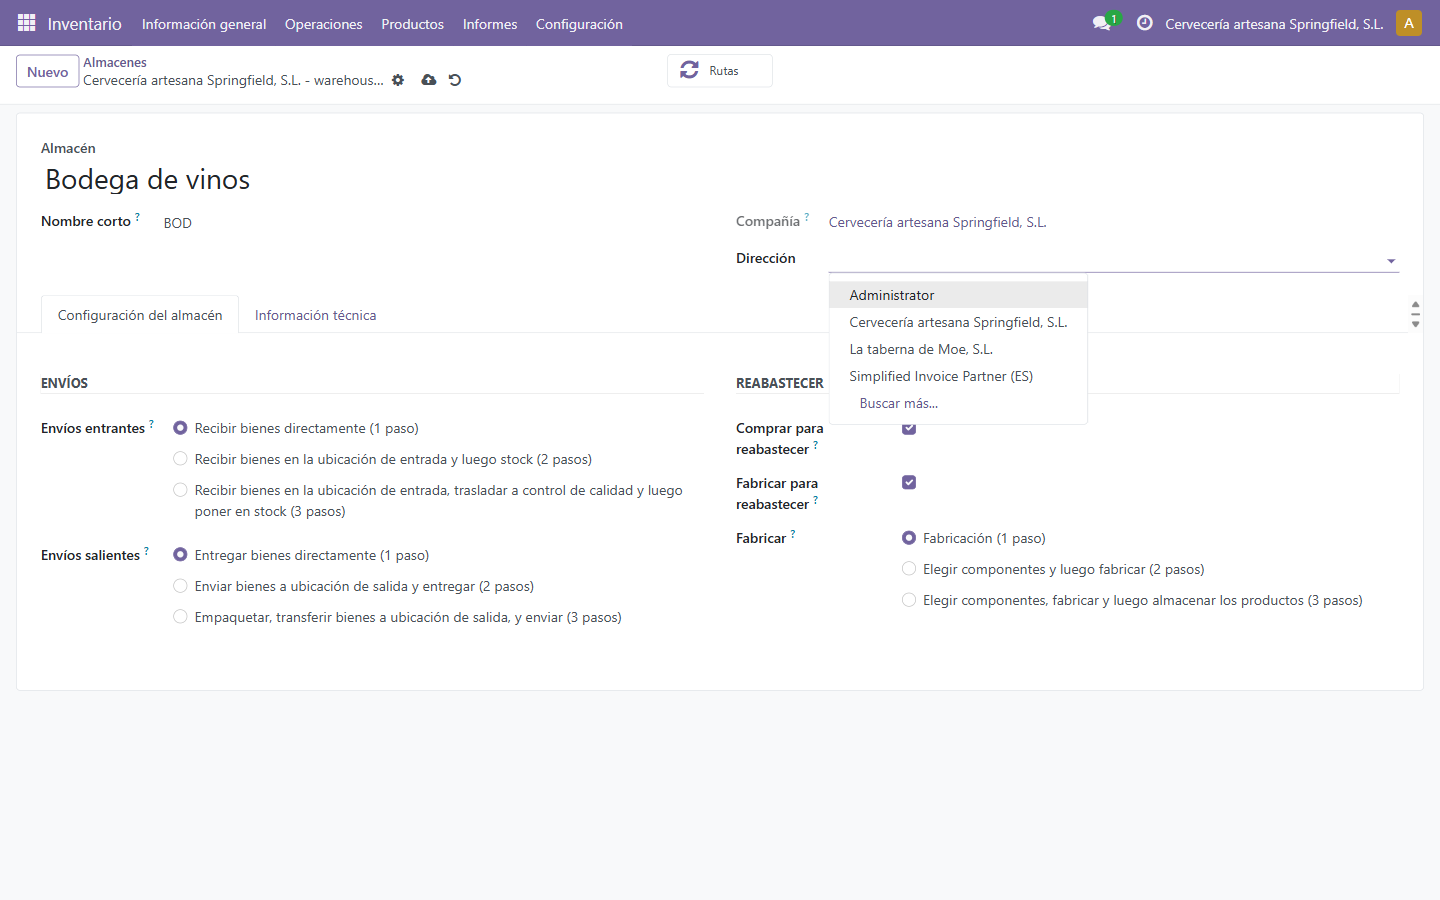 Inventario
Información general
Operaciones
Productos
Informes
Configuración
1
Cervecería artesana Springfield, S.L.
A
Nuevo
Almacenes
Cervecería artesana Springfield, S.L. - warehous...
Rutas
Almacén
Bodega de vinos
Nombre corto ?
BOD
Compañía ?
Cervecería artesana Springfield, S.L.
Dirección
Administrator
Cervecería artesana Springfield, S.L.
La taberna de Moe, S.L.
Simplified Invoice Partner (ES)
Buscar más...
Configuración del almacén
Información técnica
ENVÍOS
Envíos entrantes ?
Recibir bienes directamente (1 paso)
Recibir bienes en la ubicación de entrada y luego stock (2 pasos)
Recibir bienes en la ubicación de entrada, trasladar a control de calidad y luego
poner en stock (3 pasos)
Envíos salientes ?
Entregar bienes directamente (1 paso)
Enviar bienes a ubicación de salida y entregar (2 pasos)
Empaquetar, transferir bienes a ubicación de salida, y enviar (3 pasos)
REABASTECER
Comprar para
reabastecer ?
Fabricar para
reabastecer ?
Fabricar ?
Fabricación (1 paso)
Elegir componentes y luego fabricar (2 pasos)
Elegir componentes, fabricar y luego almacenar los productos (3 pasos)